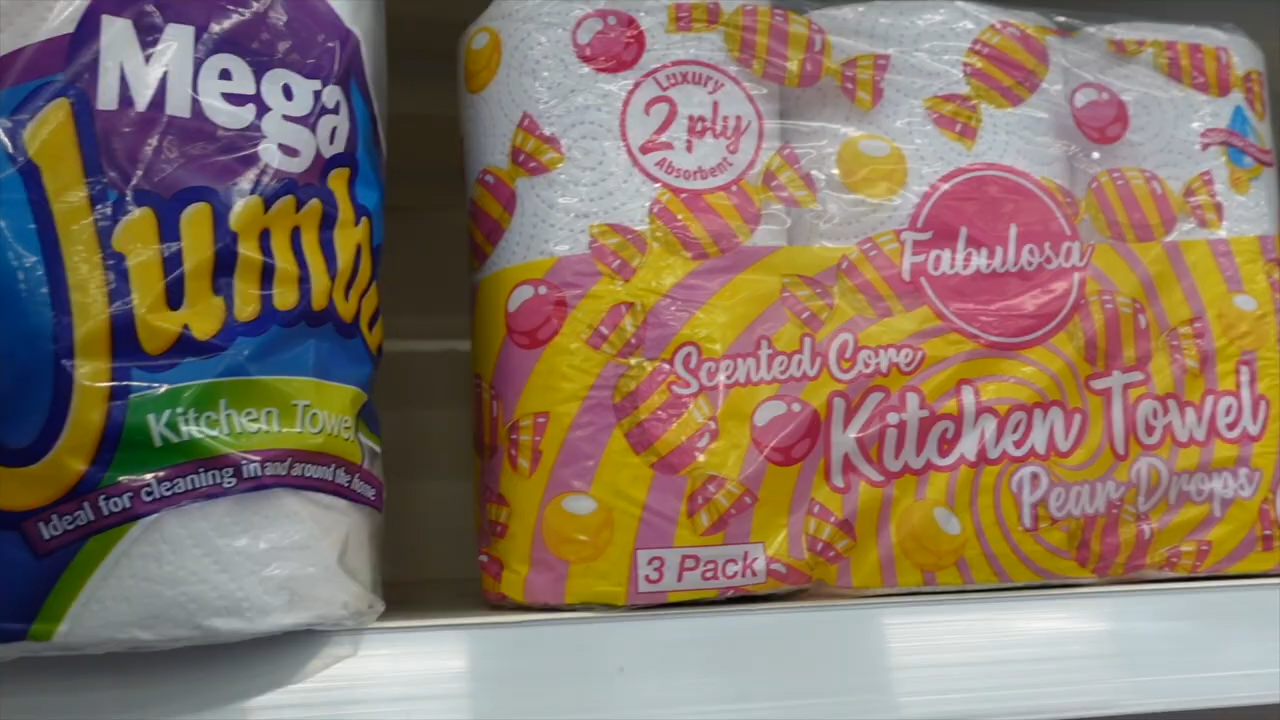 Mega
Jumbo
Kitchen Towel
Ideal for cleaning in and around the home.
Luxury
2 ply
Absorbent
Fabulosa
Scented Core
Kitchen Towel
Pear Drops
3 Pack